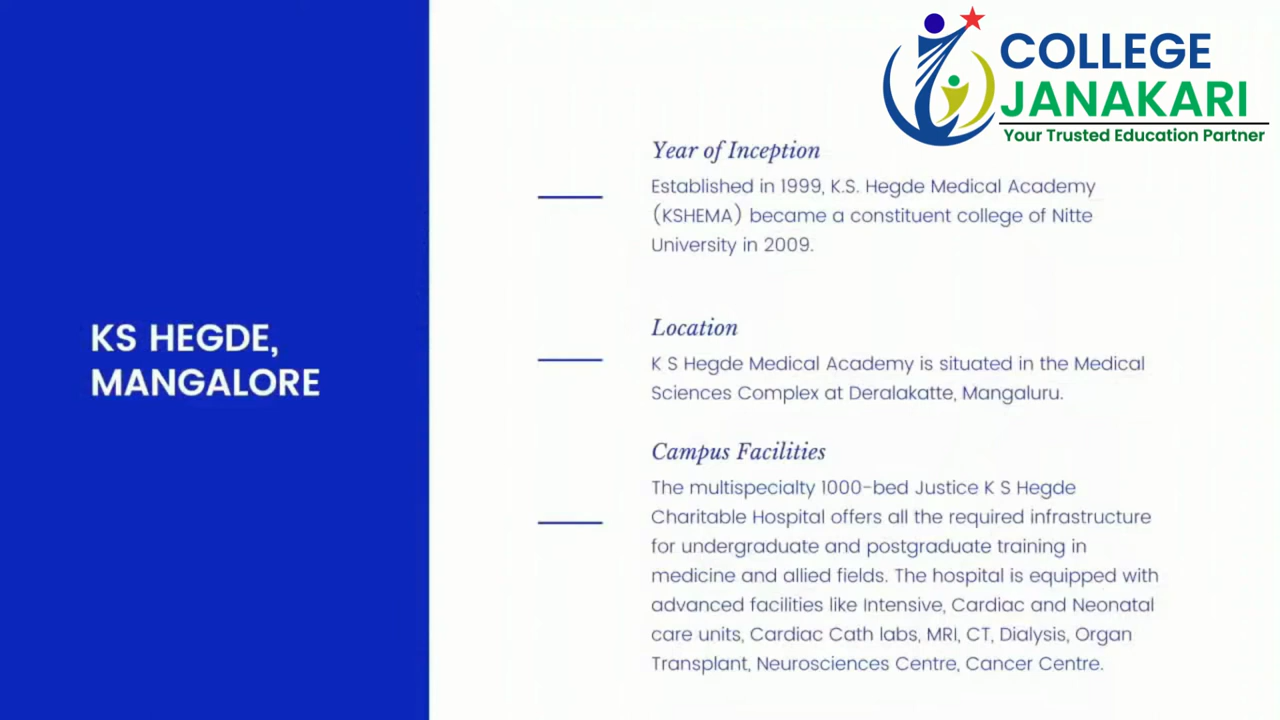 COLLEGE
JANAKARI
Your Trusted Education Partner
KS HEGDE,
MANGALORE
Year of Inception
Established in 1999, K.S. Hegde Medical Academy
(KSHEMA) became a constituent college of Nitte
University in 2009.
Location
K S Hegde Medical Academy is situated in the Medical
Sciences Complex at Deralakatte, Mangaluru.
Campus Facilities
The multispecialty 1000-bed Justice K S Hegde
Charitable Hospital offers all the required infrastructure
for undergraduate and postgraduate training in
medicine and allied fields. The hospital is equipped with
advanced facilities like Intensive, Cardiac and Neonatal
care units, Cardiac Cath labs, MRI, CT, Dialysis, Organ
Transplant, Neurosciences Centre, Cancer Centre.